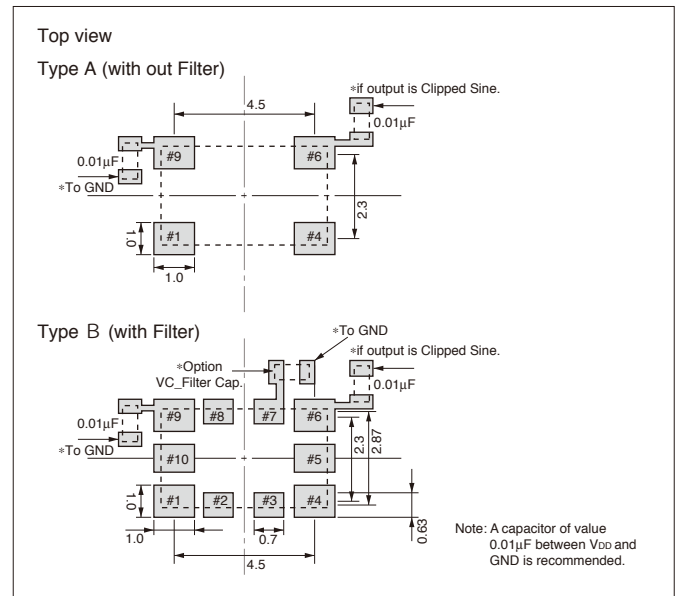 Top view
Type A (with out Filter)
4.5
*if output is Clipped Sine.
0.01μF
#9
#6
0.01μF
*To GND
2.3
#1
#4
1.0
1.0
Type B (with Filter)
*To GND
*Option
VC_Filter Cap.
*if output is Clipped Sine.
0.01μF
0.01μF
*To GND
#9
#8
#7
#6
#10
#5
2.3
2.87
#1
#2
#3
#4
1.0
1.0
0.7
0.63
4.5
Note: A capacitor of value
0.01μF between VDD and
GND is recommended.